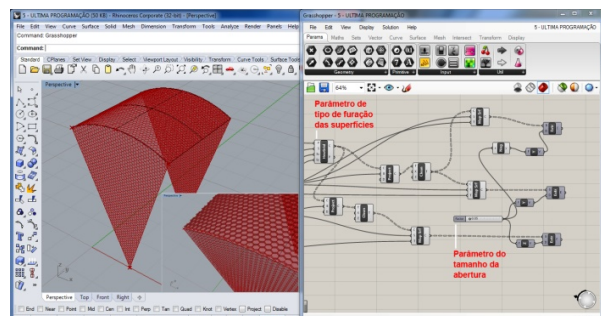 5 - ULTIMA PROGRAMAÇÃO (50 KB) - Rhinoceros Corporate (32-bit) - [Perspective]
File Edit View Curve Surface Solid Mesh Dimension Transform Tools Analyze Render Panels Help
Command: Grasshopper
Command:
Standard CPlanes Set View Display Select Viewport Layout Visibility Transform Curve Tools Surface Tools
Perspective
Perspective Top Front Right
End Near Point Mid Cen Int Perp Tan Quad Knot Vertex Project Disable
Grasshopper - 5 - ULTIMA PROGRAMAÇÃO
File Edit View Display Solution Help
5 - ULTIMA PROGRAMAÇÃO
Params Maths Sets Vector Curve Surface Mesh Intersect Transform Display
Geometry Primitive Input Util
64%
Parâmetro de
tipo de furação
das superfícies
Parâmetro do
tamanho da
abertura